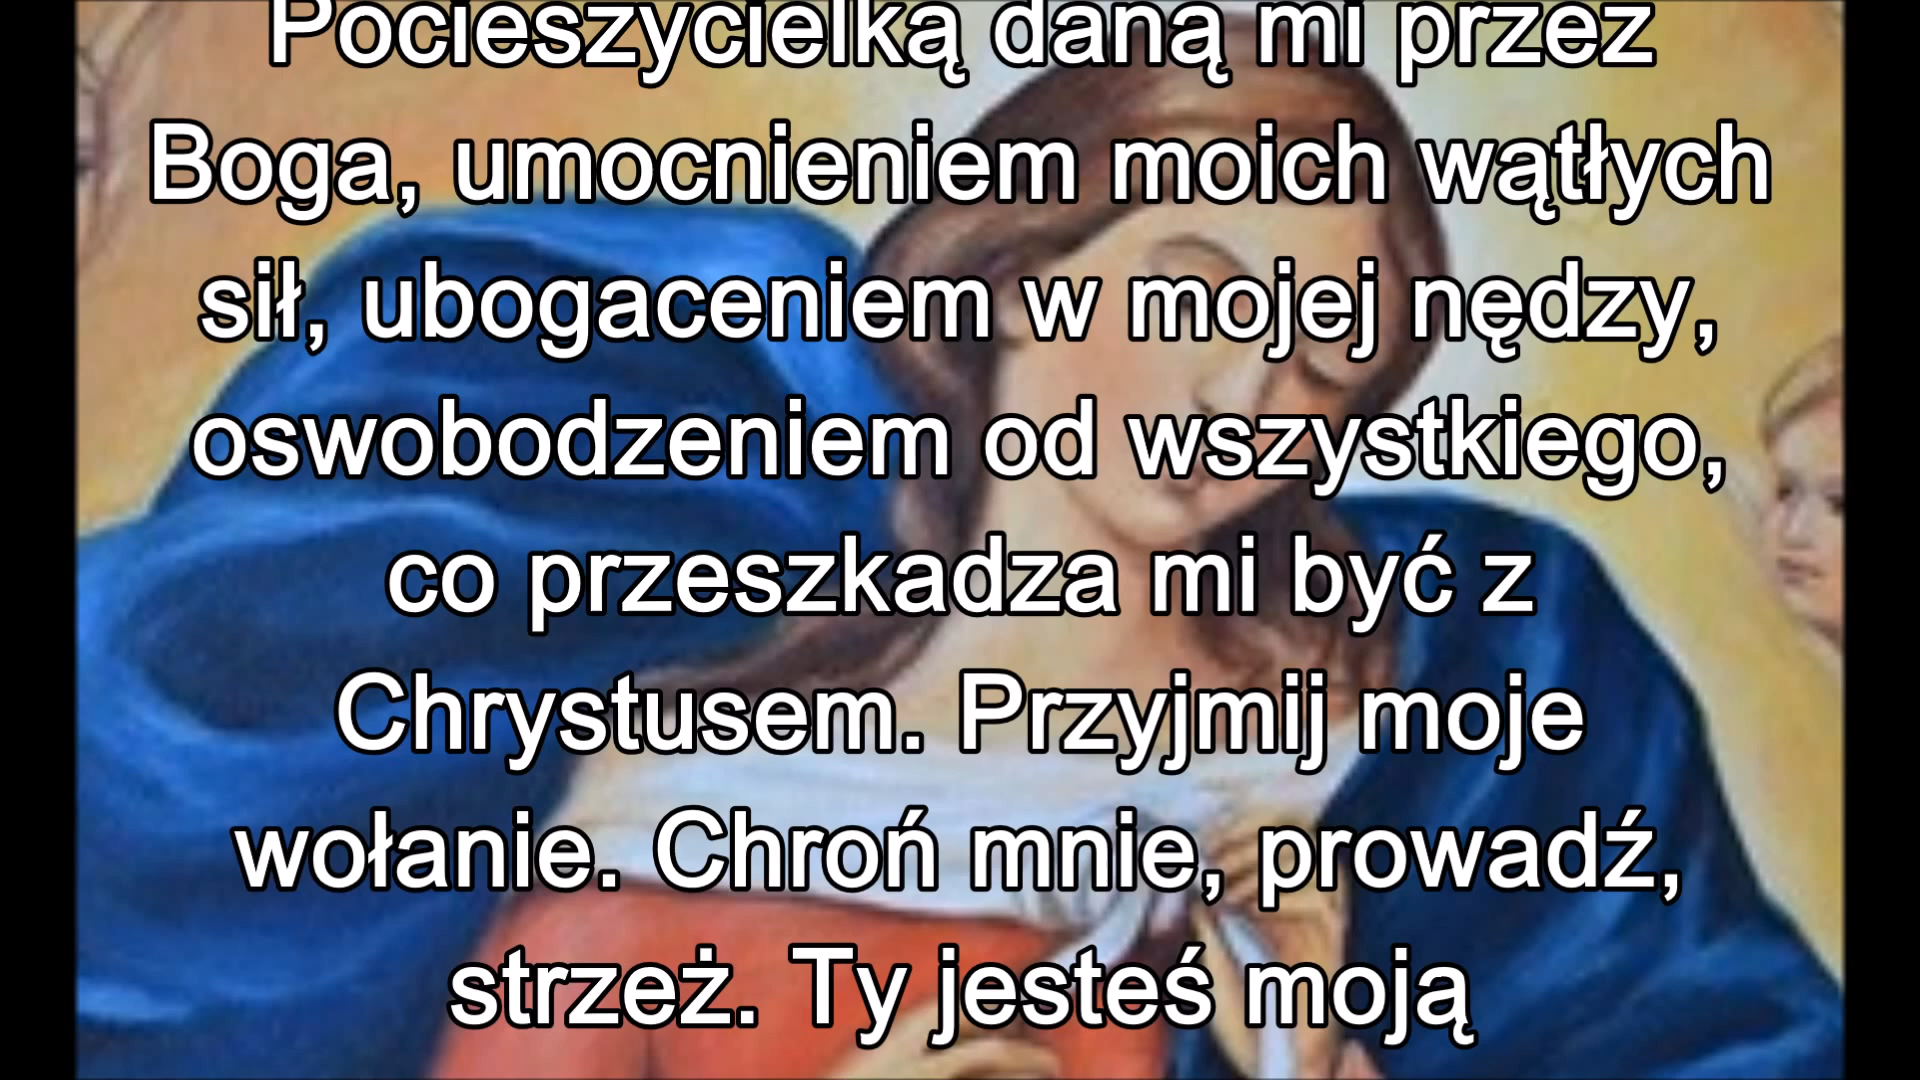 Pocieszycielką daną mi przez
Boga, umocnieniem moich wątłych
sił, ubogaceniem w mojej nędzy,
oswobodzeniem od wszystkiego,
co przeszkadza mi być z
Chrystusem. Przyjmij moje
wołanie. Chroń mnie, prowadź,
strzeż. Ty jesteś moją